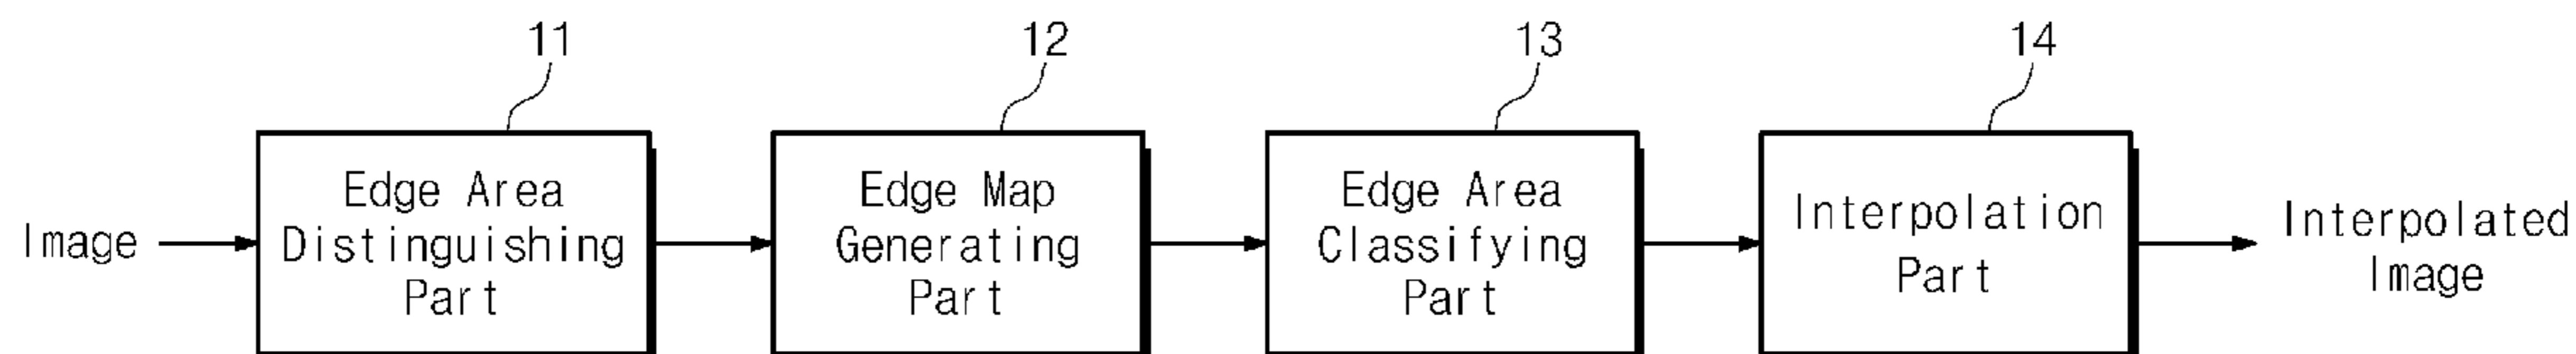 11
12
13
14
Image
Edge Area
Distinguishing
Part
Edge Map
Generating
Part
Edge Area
Classifying
Part
Interpolation
Part
Interpolated
Image